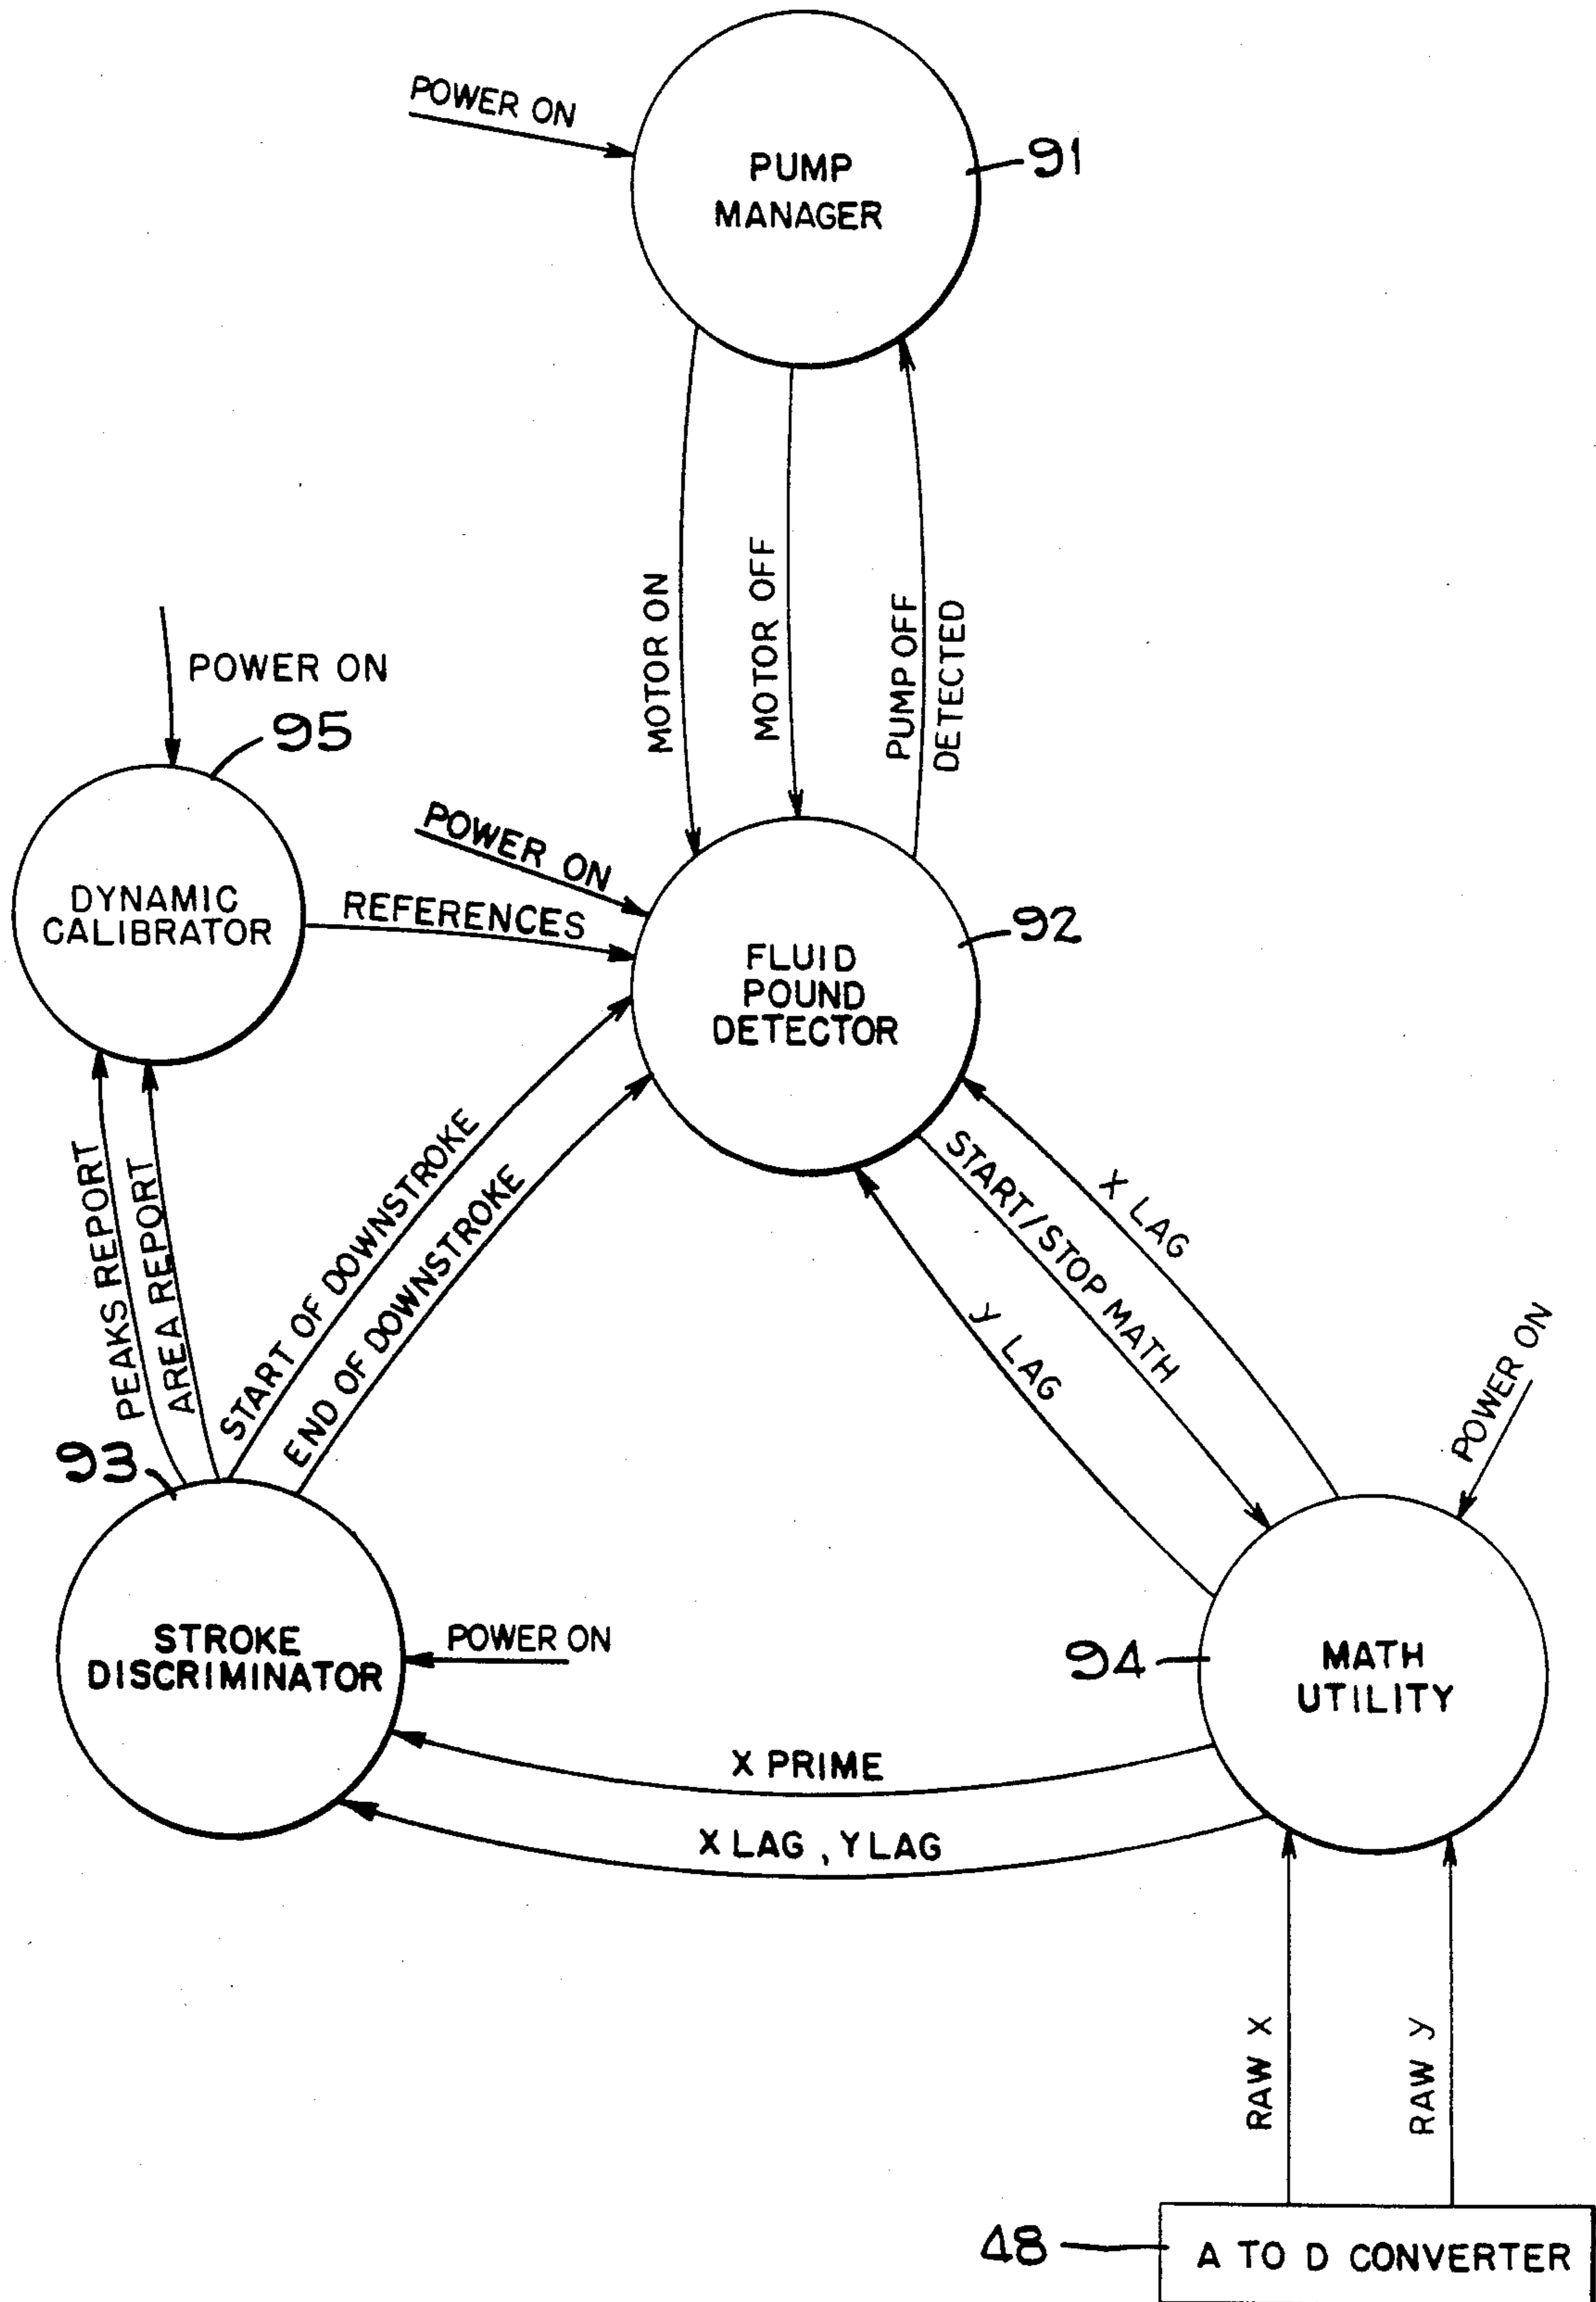 POWER ON
PUMP
MANAGER
91
MOTOR ON
MOTOR OFF
PUMP OFF
DETECTED
POWER ON
95
DYNAMIC
CALIBRATOR
POWER ON
REFERENCES
92
FLUID
POUND
DETECTOR
PEAKS REPORT
AREA REPORT
START OF DOWNSTROKE
END OF DOWNSTROKE
START/STOP MATH
X LAG
Y LAG
POWER ON
93
STROKE
DISCRIMINATOR
POWER ON
94
MATH
UTILITY
X PRIME
X LAG , Y LAG
RAW X
RAW Y
48
A TO D CONVERTER